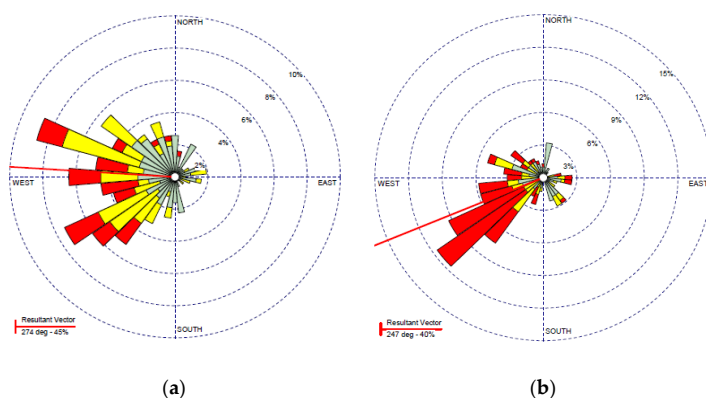 NORTH
10%
8%
6%
4%
2%
WEST
EAST
SOUTH
Resultant Vector
274 deg - 45%
(a)
NORTH
15%
12%
9%
6%
3%
WEST
EAST
SOUTH
Resultant Vector
247 deg - 40%
(b)